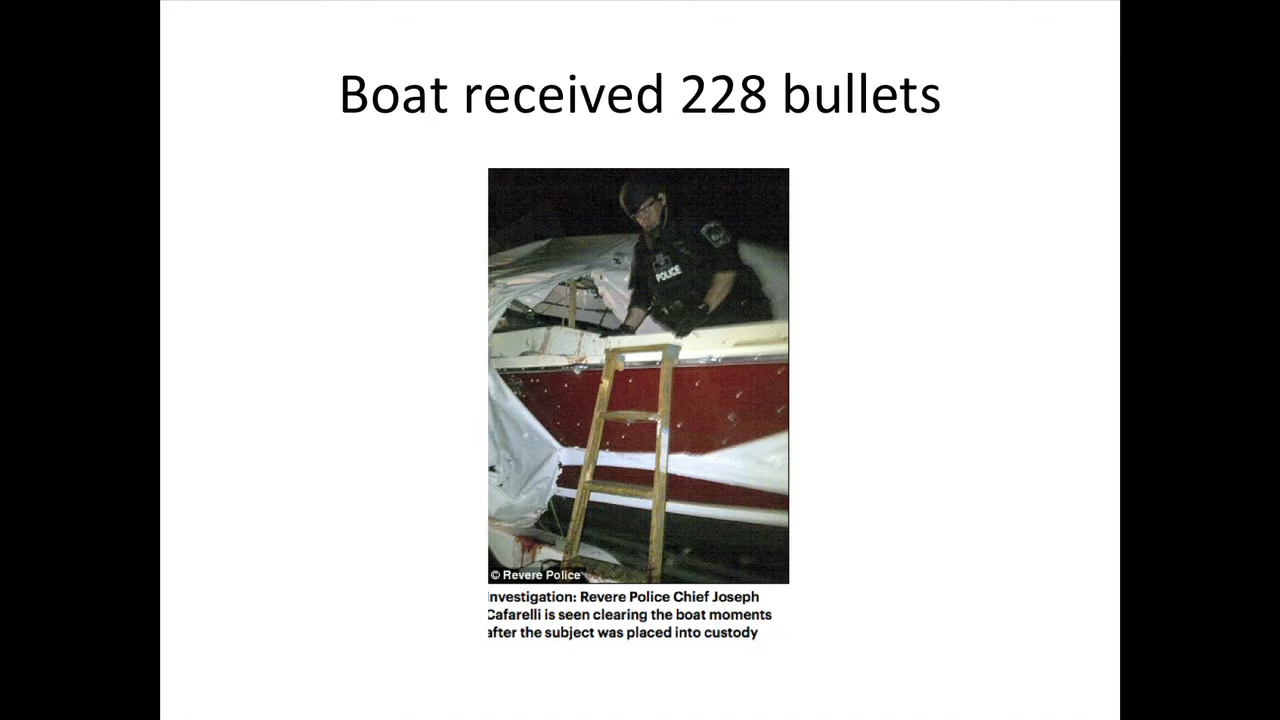 Boat received 228 bullets
POLICE
© Revere Police
Investigation: Revere Police Chief Joseph
Cafarelli is seen clearing the boat moments
after the subject was placed into custody